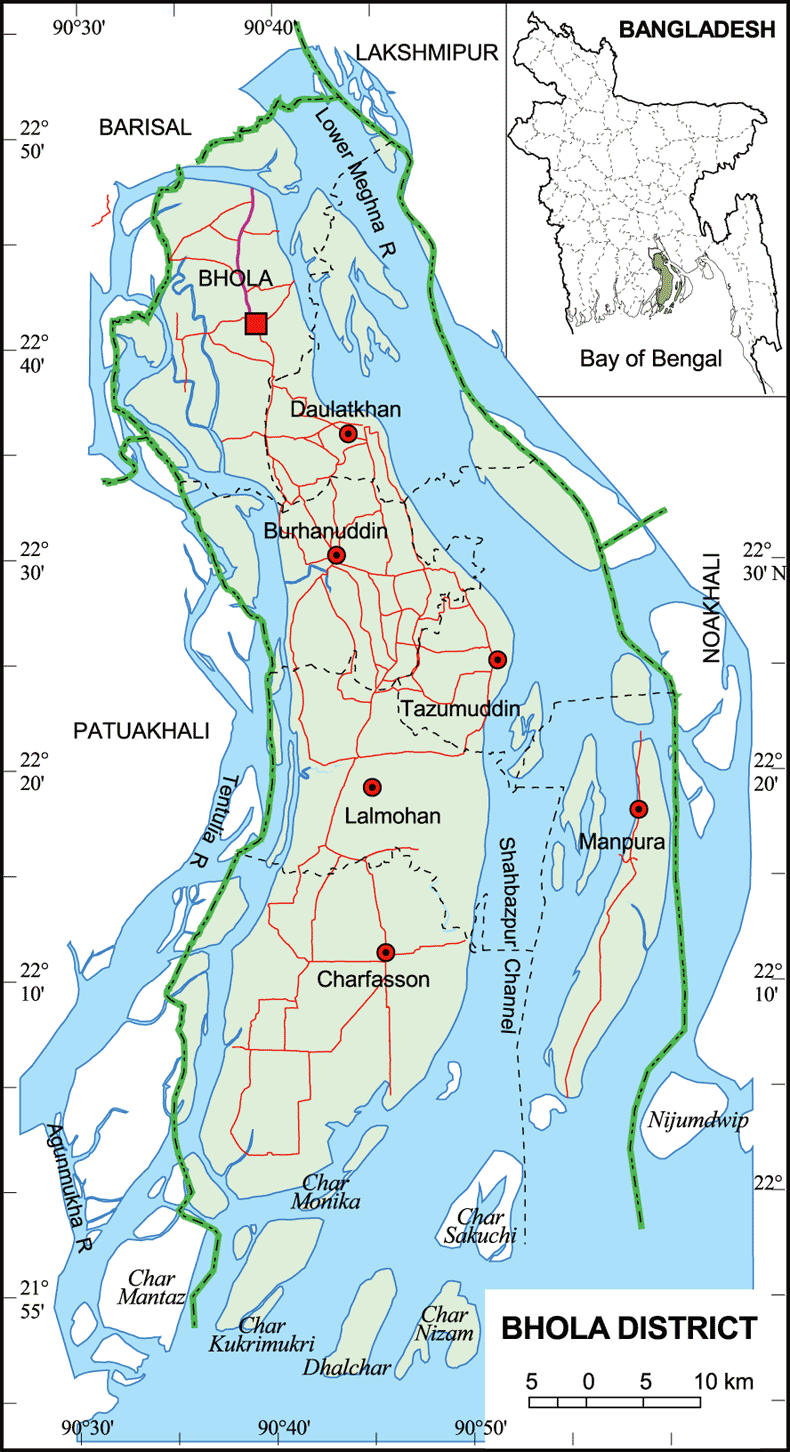 90°30'
90°40'
BANGLADESH
LAKSHMIPUR
22°
50'
BARISAL
Lower Meghna R
BHOLA
22°
40'
Bay of Bengal
Daulatkhan
Burhanuddin
22°
30'
22°
30' N
NOAKHALI
Tazumuddin
PATUAKHALI
22°
20'
22°
20'
Tentulia R
Lalmohan
Manpura
Shahbazpur Channel
22°
10'
Charfasson
22°
10'
Nijumdwip
Agunmukha R
22°
Char
Monika
Char
Sakuchi
21°
55'
Char
Mantaz
Char
Kukrimukri
Dhalchar
Char
Nizam
BHOLA DISTRICT
5 0 5 10 km
90°30'
90°40'
90°50'